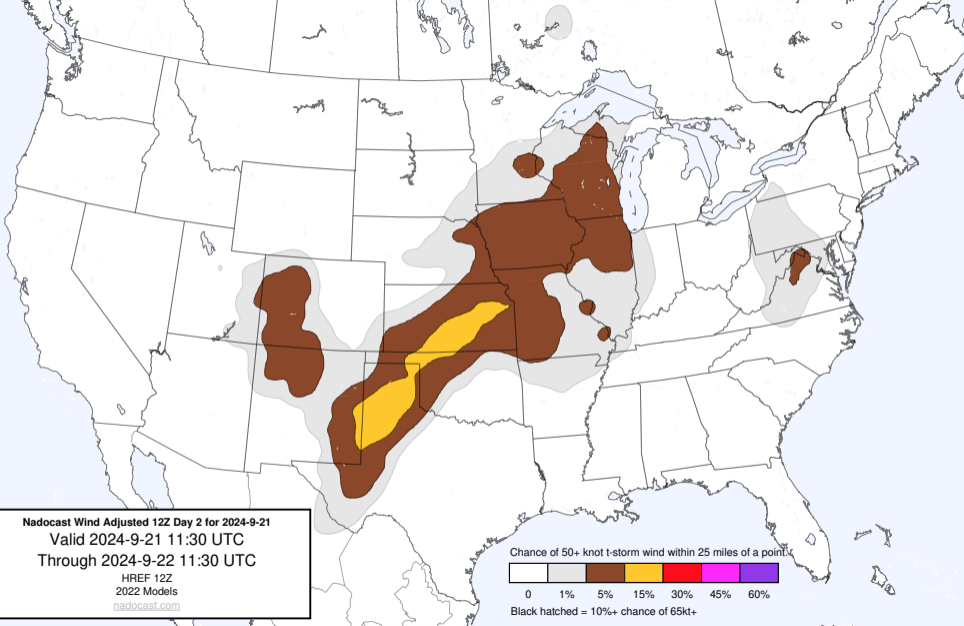 Nadocast Wind Adjusted 12Z Day 2 for 2024-9-21
Valid 2024-9-21 11:30 UTC
Through 2024-9-22 11:30 UTC
HREF 12Z
2022 Models
nadocast.com
Chance of 50+ knot t-storm wind within 25 miles of a point.
0 1% 5% 15% 30% 45% 60%
Black hatched = 10%+ chance of 65kt+